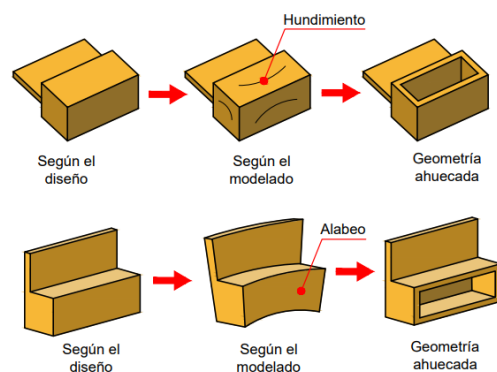 Hundimiento
Según el
diseño
Según el
modelado
Geometría
ahuecada
Alabeo
Según el
diseño
Según el
modelado
Geometría
ahuecada